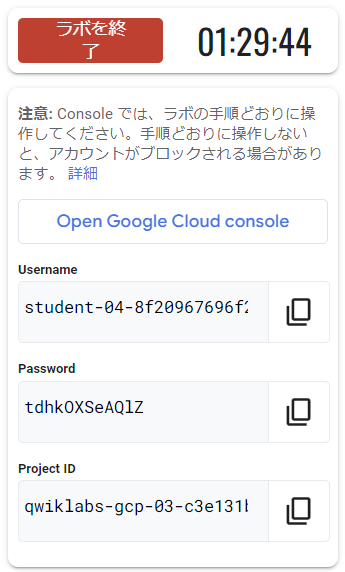 ラボを終
了
01:29:44
注意: Console では、ラボの手順どおりに操
作してください。手順どおりに操作しない
と、アカウントがブロックされる場合があり
ます。 詳細
Open Google Cloud console
Username
student-04-8f20967696f2
Password
tdhkOXSeAQlZ
Project ID
qwiklabs-gcp-03-c3e131b